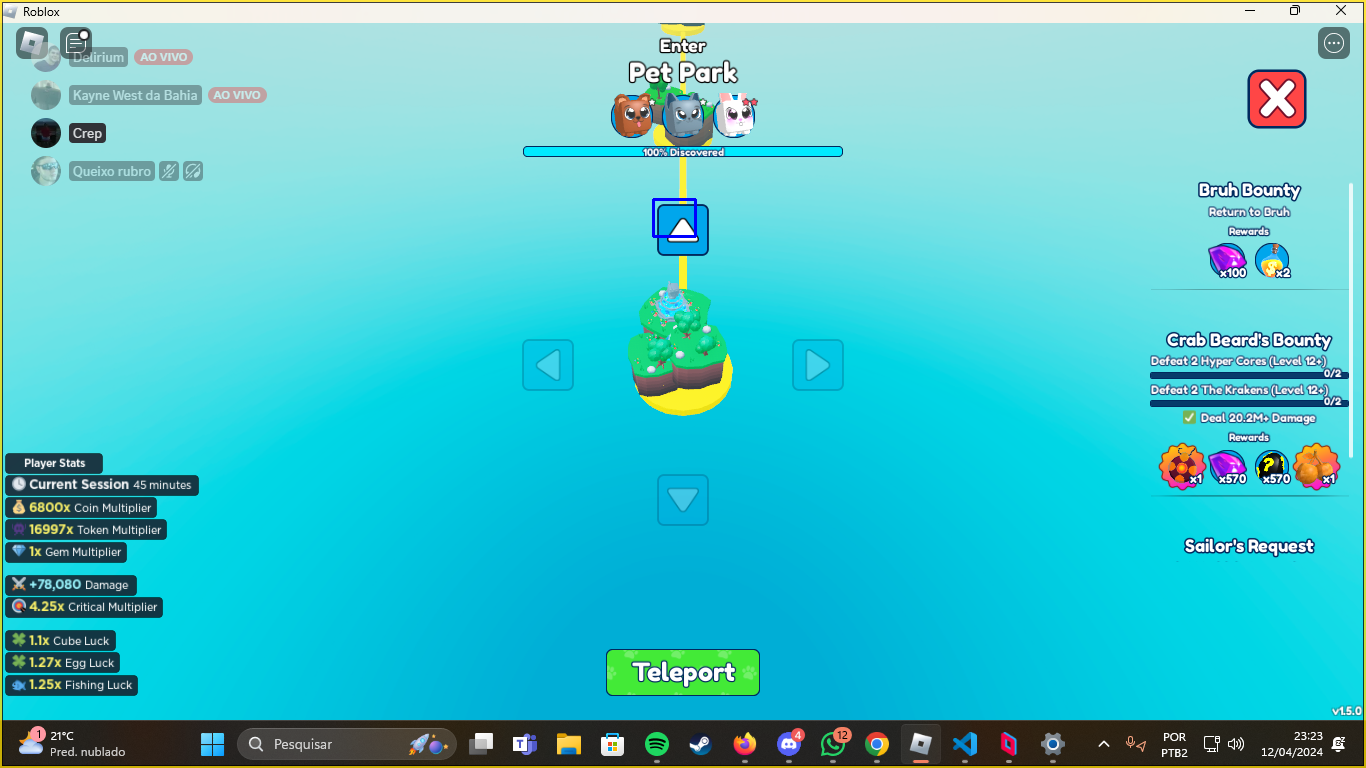 Roblox
Delirium AO VIVO
Kayne West da Bahia AO VIVO
Crep
Queixo rubro
Enter
Pet Park
100% Discovered
Bruh Bounty
Return to Bruh
Rewards
x100 x2
Crab Beard's Bounty
Defeat 2 Hyper Cores (Level 12+)
0/2
Defeat 2 The Krakens (Level 12+)
0/2
Deal 20.2M+ Damage
Rewards
x1 x570 ? x570 x1
Sailor's Request
Player Stats
Current Session 45 minutes
6800x Coin Multiplier
16997x Token Multiplier
1x Gem Multiplier
+78,080 Damage
4.25x Critical Multiplier
1.1x Cube Luck
1.27x Egg Luck
1.25x Fishing Luck
Teleport
v1.5.0
1
21°C
Pred. nublado
Pesquisar
4
12
POR
PTB2
23:23
12/04/2024